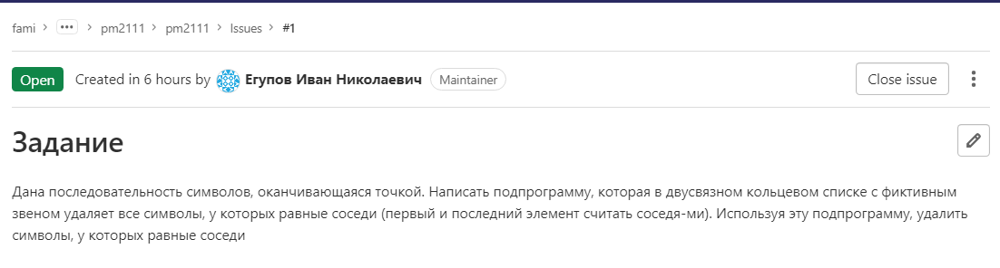 fami > ••• > pm2111 > pm2111 > Issues > #1
Open Created in 6 hours by Егупов Иван Николаевич Maintainer Close issue
Задание
Дана последовательность символов, оканчивающаяся точкой. Написать подпрограмму, которая в двусвязном кольцевом списке с фиктивным
звеном удаляет все символы, у которых равные соседи (первый и последний элемент считать соседя-ми). Используя эту подпрограмму, удалить
символы, у которых равные соседи